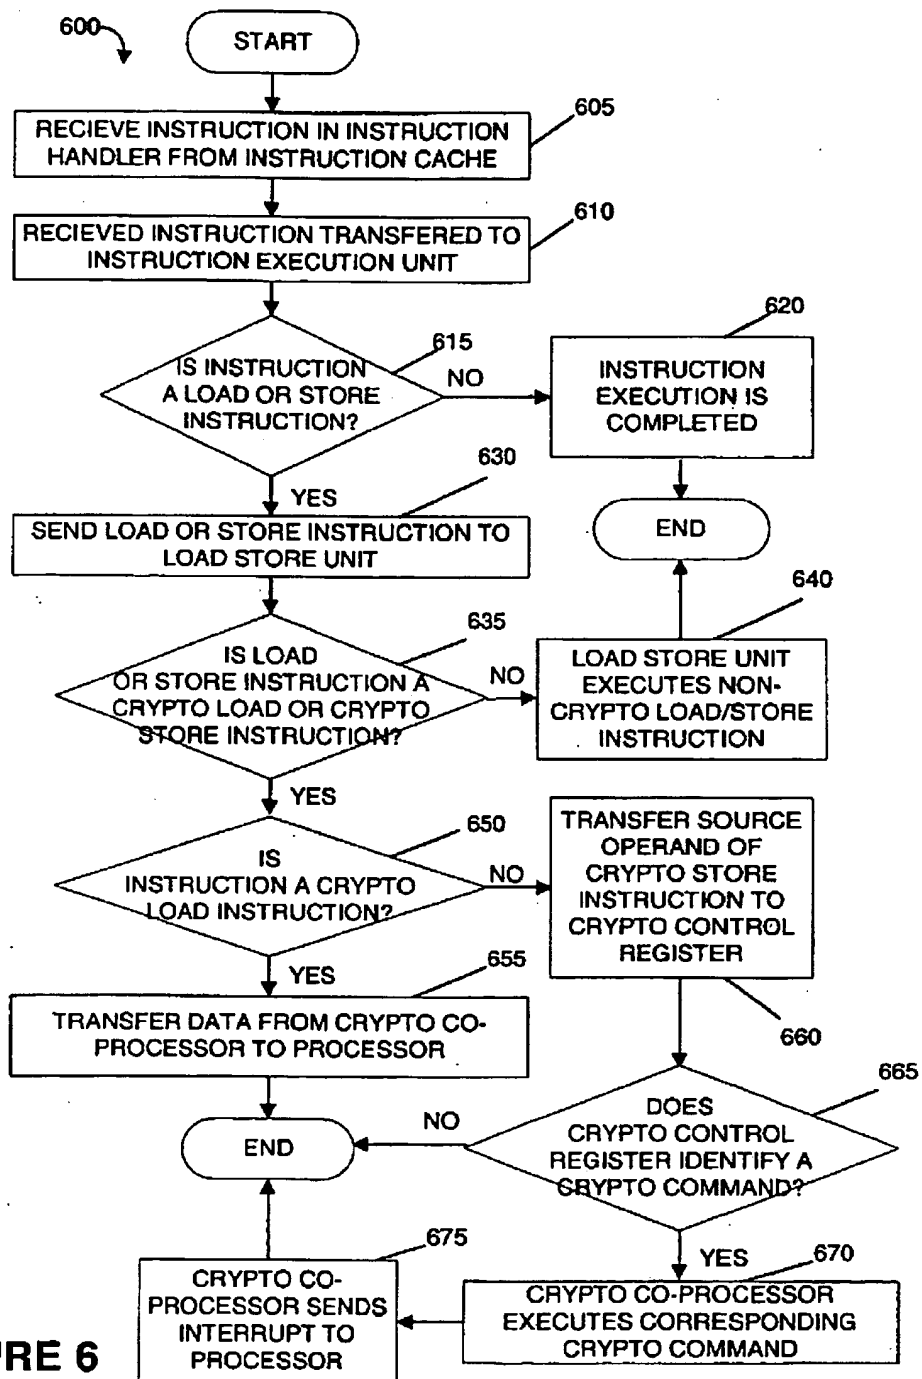 600
START
605
RECIEVE INSTRUCTION IN INSTRUCTION
HANDLER FROM INSTRUCTION CACHE
610
RECIEVED INSTRUCTION TRANSFERED TO
INSTRUCTION EXECUTION UNIT
615
IS INSTRUCTION
A LOAD OR STORE
INSTRUCTION?
NO
620
INSTRUCTION
EXECUTION IS
COMPLETED
END
YES
630
SEND LOAD OR STORE INSTRUCTION TO
LOAD STORE UNIT
635
IS LOAD
OR STORE INSTRUCTION A
CRYPTO LOAD OR CRYPTO
STORE INSTRUCTION?
NO
640
LOAD STORE UNIT
EXECUTES NON-
CRYPTO LOAD/STORE
INSTRUCTION
YES
650
IS
INSTRUCTION A CRYPTO
LOAD INSTRUCTION?
NO
TRANSFER SOURCE
OPERAND OF
CRYPTO STORE
INSTRUCTION TO
CRYPTO CONTROL
REGISTER
660
YES
655
TRANSFER DATA FROM CRYPTO CO-
PROCESSOR TO PROCESSOR
END
665
DOES
CRYPTO CONTROL
REGISTER IDENTIFY A
CRYPTO COMMAND?
NO
YES
670
CRYPTO CO-PROCESSOR
EXECUTES CORRESPONDING
CRYPTO COMMAND
675
CRYPTO CO-
PROCESSOR SENDS
INTERRUPT TO
PROCESSOR
RE 6